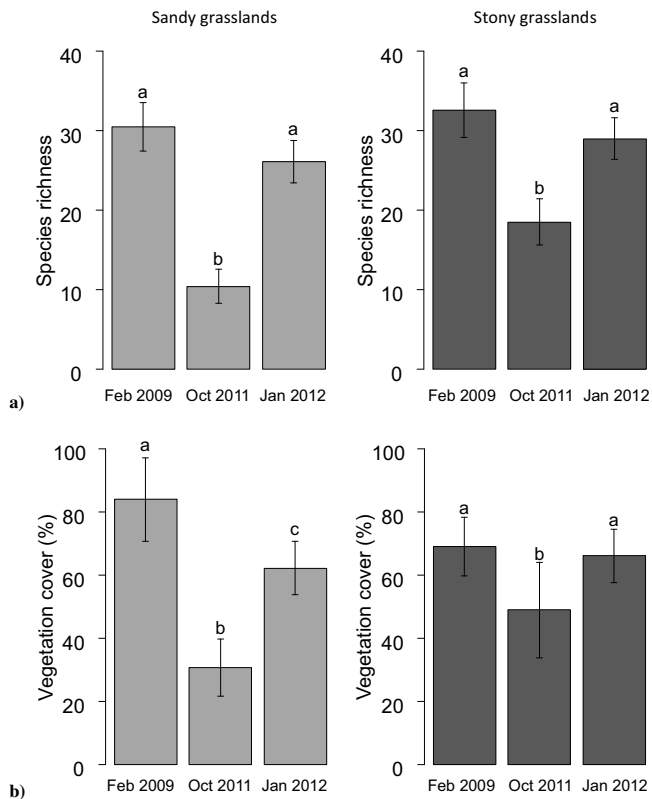 Sandy grasslands
Stony grasslands
Species richness
40
30
20
10
0
a
b
a
Feb 2009 Oct 2011 Jan 2012
Species richness
40
30
20
10
0
a
b
a
Feb 2009 Oct 2011 Jan 2012
a)
Vegetation cover (%)
100
80
60
40
20
0
a
b
c
Feb 2009 Oct 2011 Jan 2012
Vegetation cover (%)
100
80
60
40
20
0
a
b
a
Feb 2009 Oct 2011 Jan 2012
b)